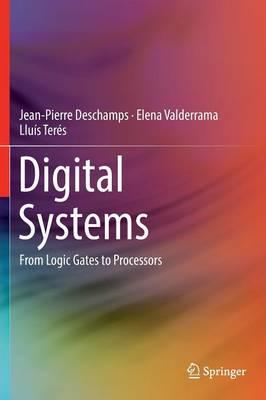 Jean-Pierre Deschamps · Elena Valderrama
Lluís Terés
Digital
Systems
From Logic Gates to Processors
Springer